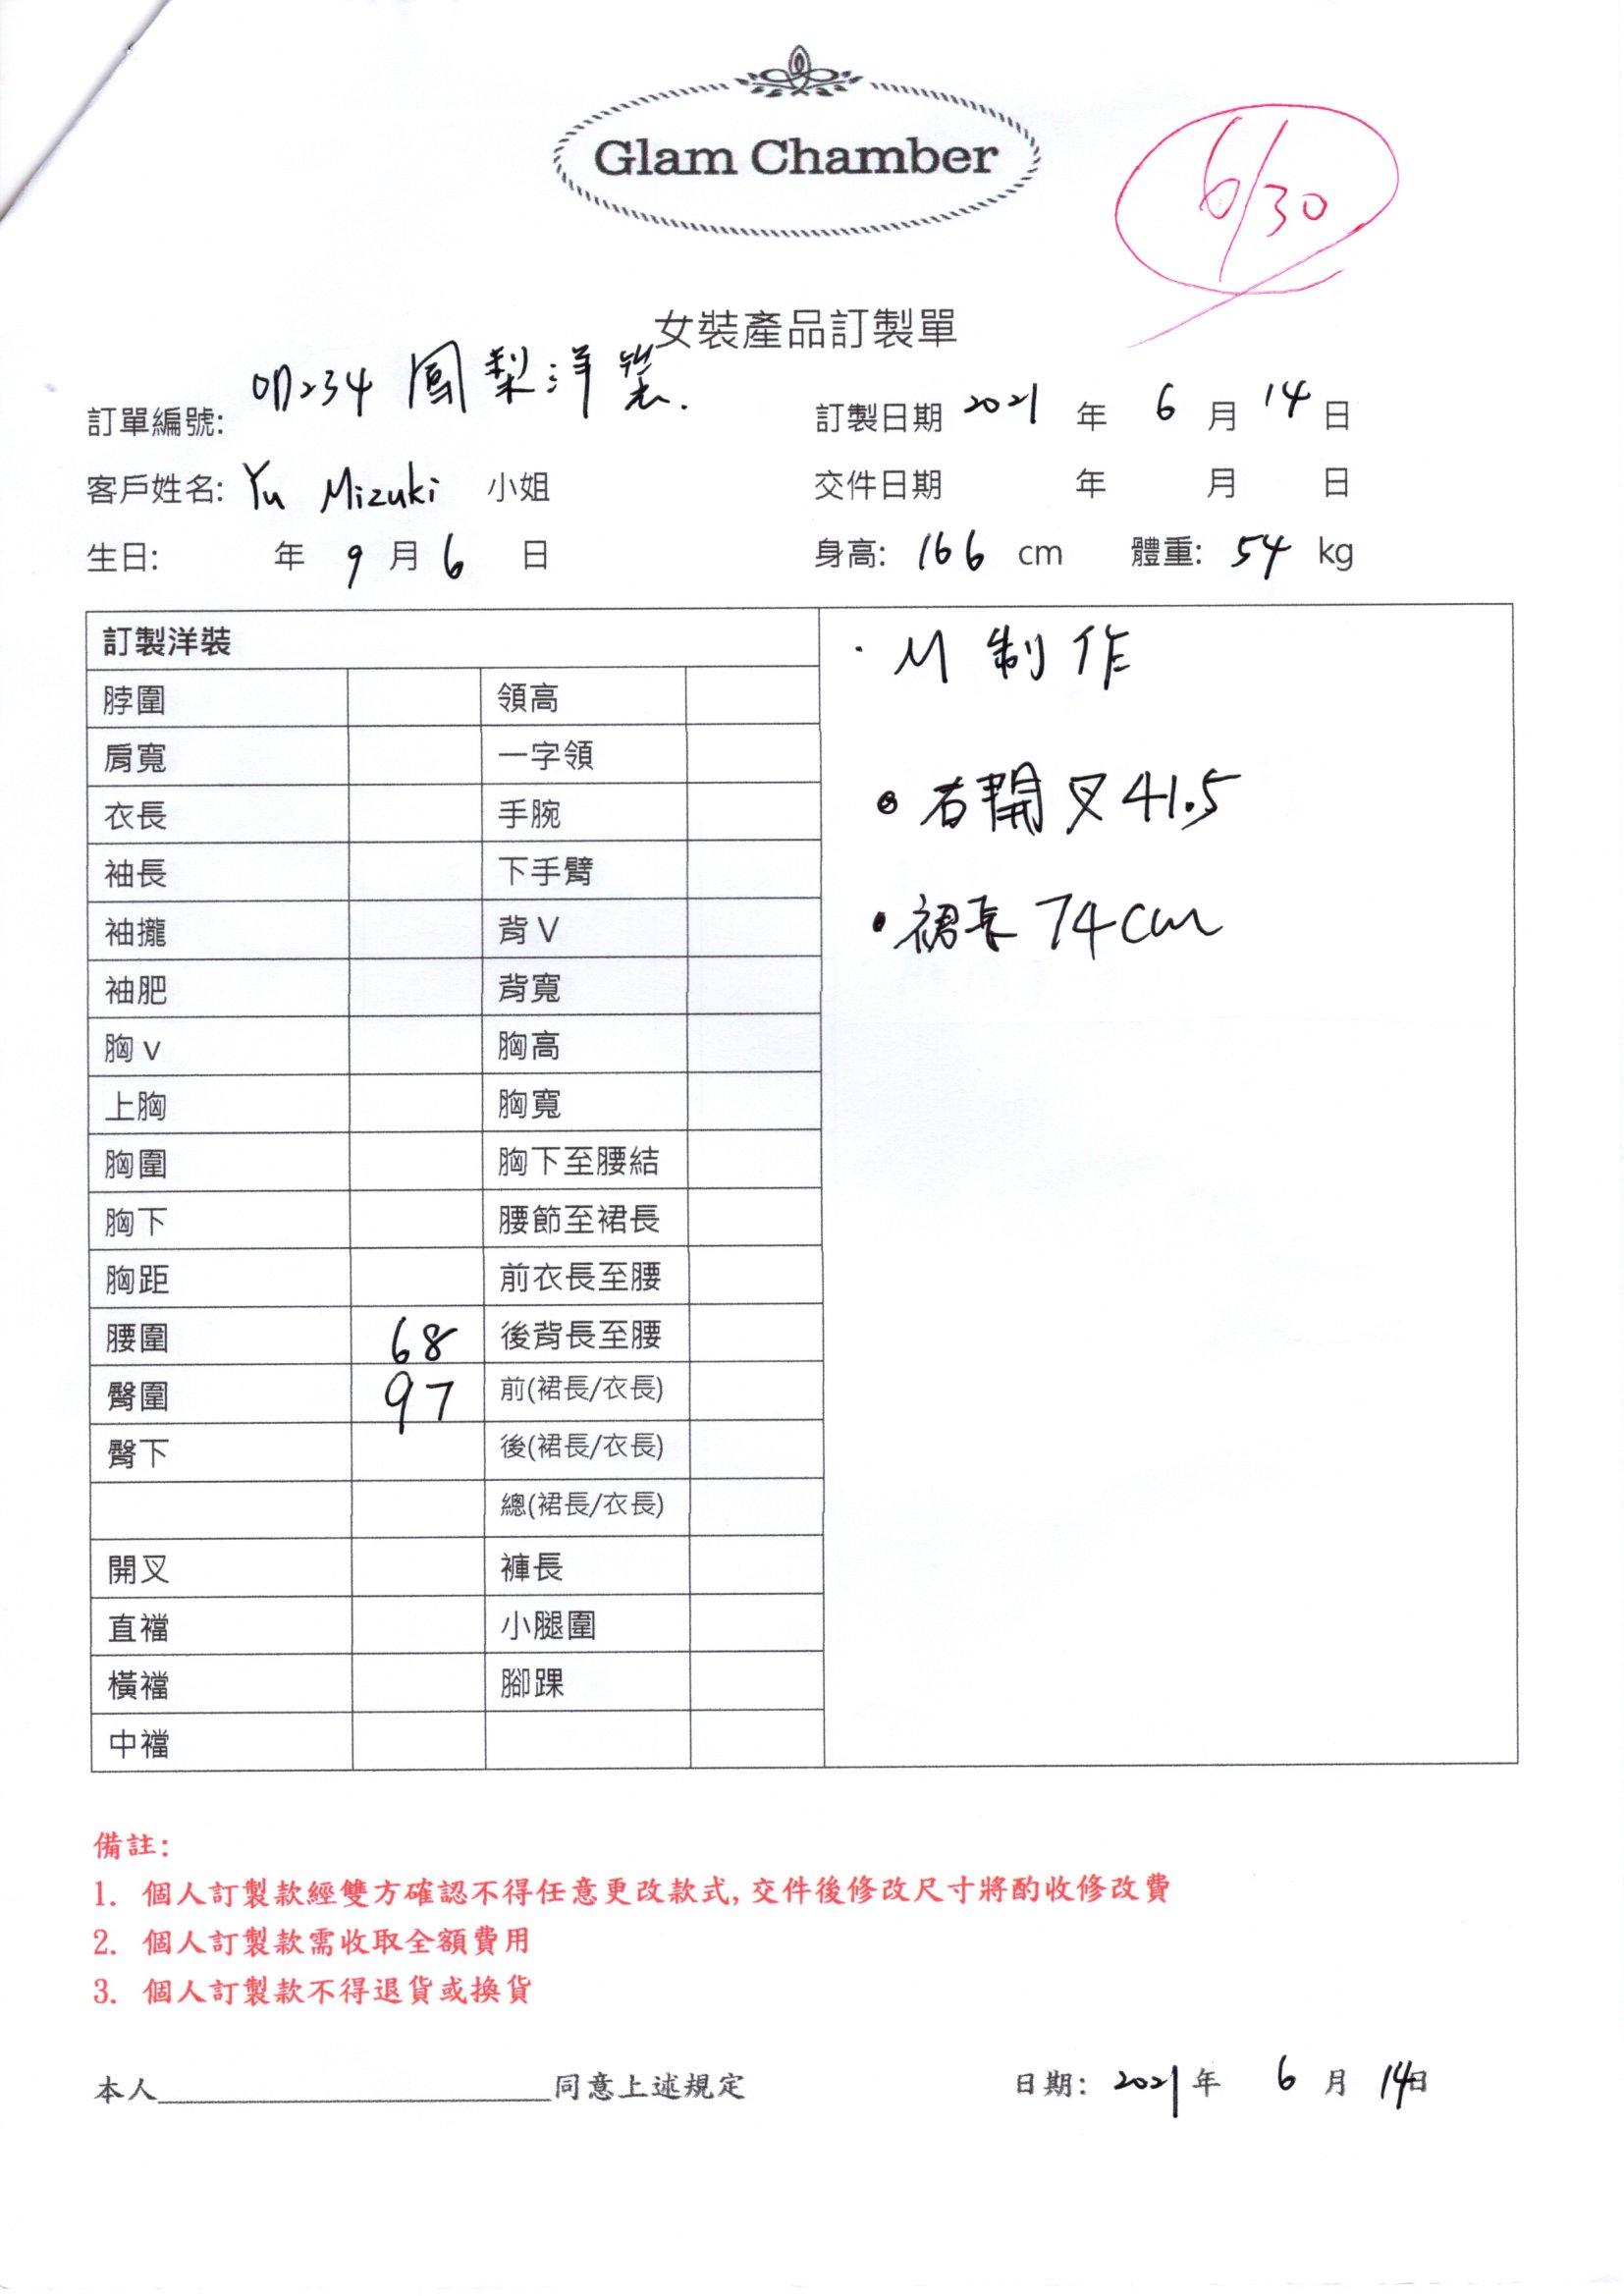 Glam Chamber
6/30
女裝產品訂製單
訂單編號: 鳳梨洋裝.
訂製日期 2021 年 6 月 14 日
客戶姓名: Yu Mizuki 小姐
交件日期 年 月 日
生日: 年 9 月 6 日
身高: 166 cm 體重: 54 kg
訂製洋裝
脖圍 領高
肩寬 一字領
衣長 手腕
袖長 下手臂
袖攏 背 V
袖肥 背寬
胸 v 胸高
上胸 胸寬
胸圍 胸下至腰結
胸下 腰節至裙長
胸距 前衣長至腰
腰圍 68 後背長至腰
臀圍 97 前(裙長/衣長)
臀下 後(裙長/衣長)
總(裙長/衣長)
開叉 褲長
直襠 小腿圍
橫襠 腳踝
中襠
· M 制作
• 右開叉 41.5
• 裙長 74cm
備註:
1. 個人訂製款經雙方確認不得任意更改款式, 交件後修改尺寸將酌收修改費
2. 個人訂製款需收取全額費用
3. 個人訂製款不得退貨或換貨
本人____________同意上述規定
日期: 2021 年 6 月 14日